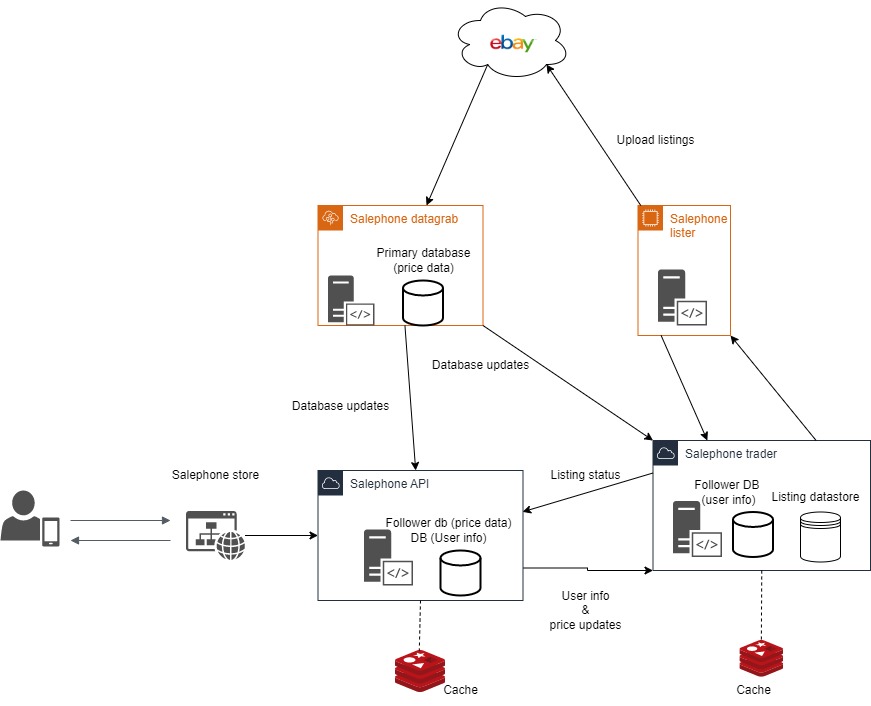 ebay
Upload listings
Salephone datagrab
Salephone
lister
Primary database
(price data)
</>
</>
Database updates
Database updates
Salephone trader
Salephone store
Listing status
Salephone API
Follower DB
(user info)
Listing datastore
Follower db (price data)
DB (User info)
</>
</>
User info
&
price updates
Cache
Cache